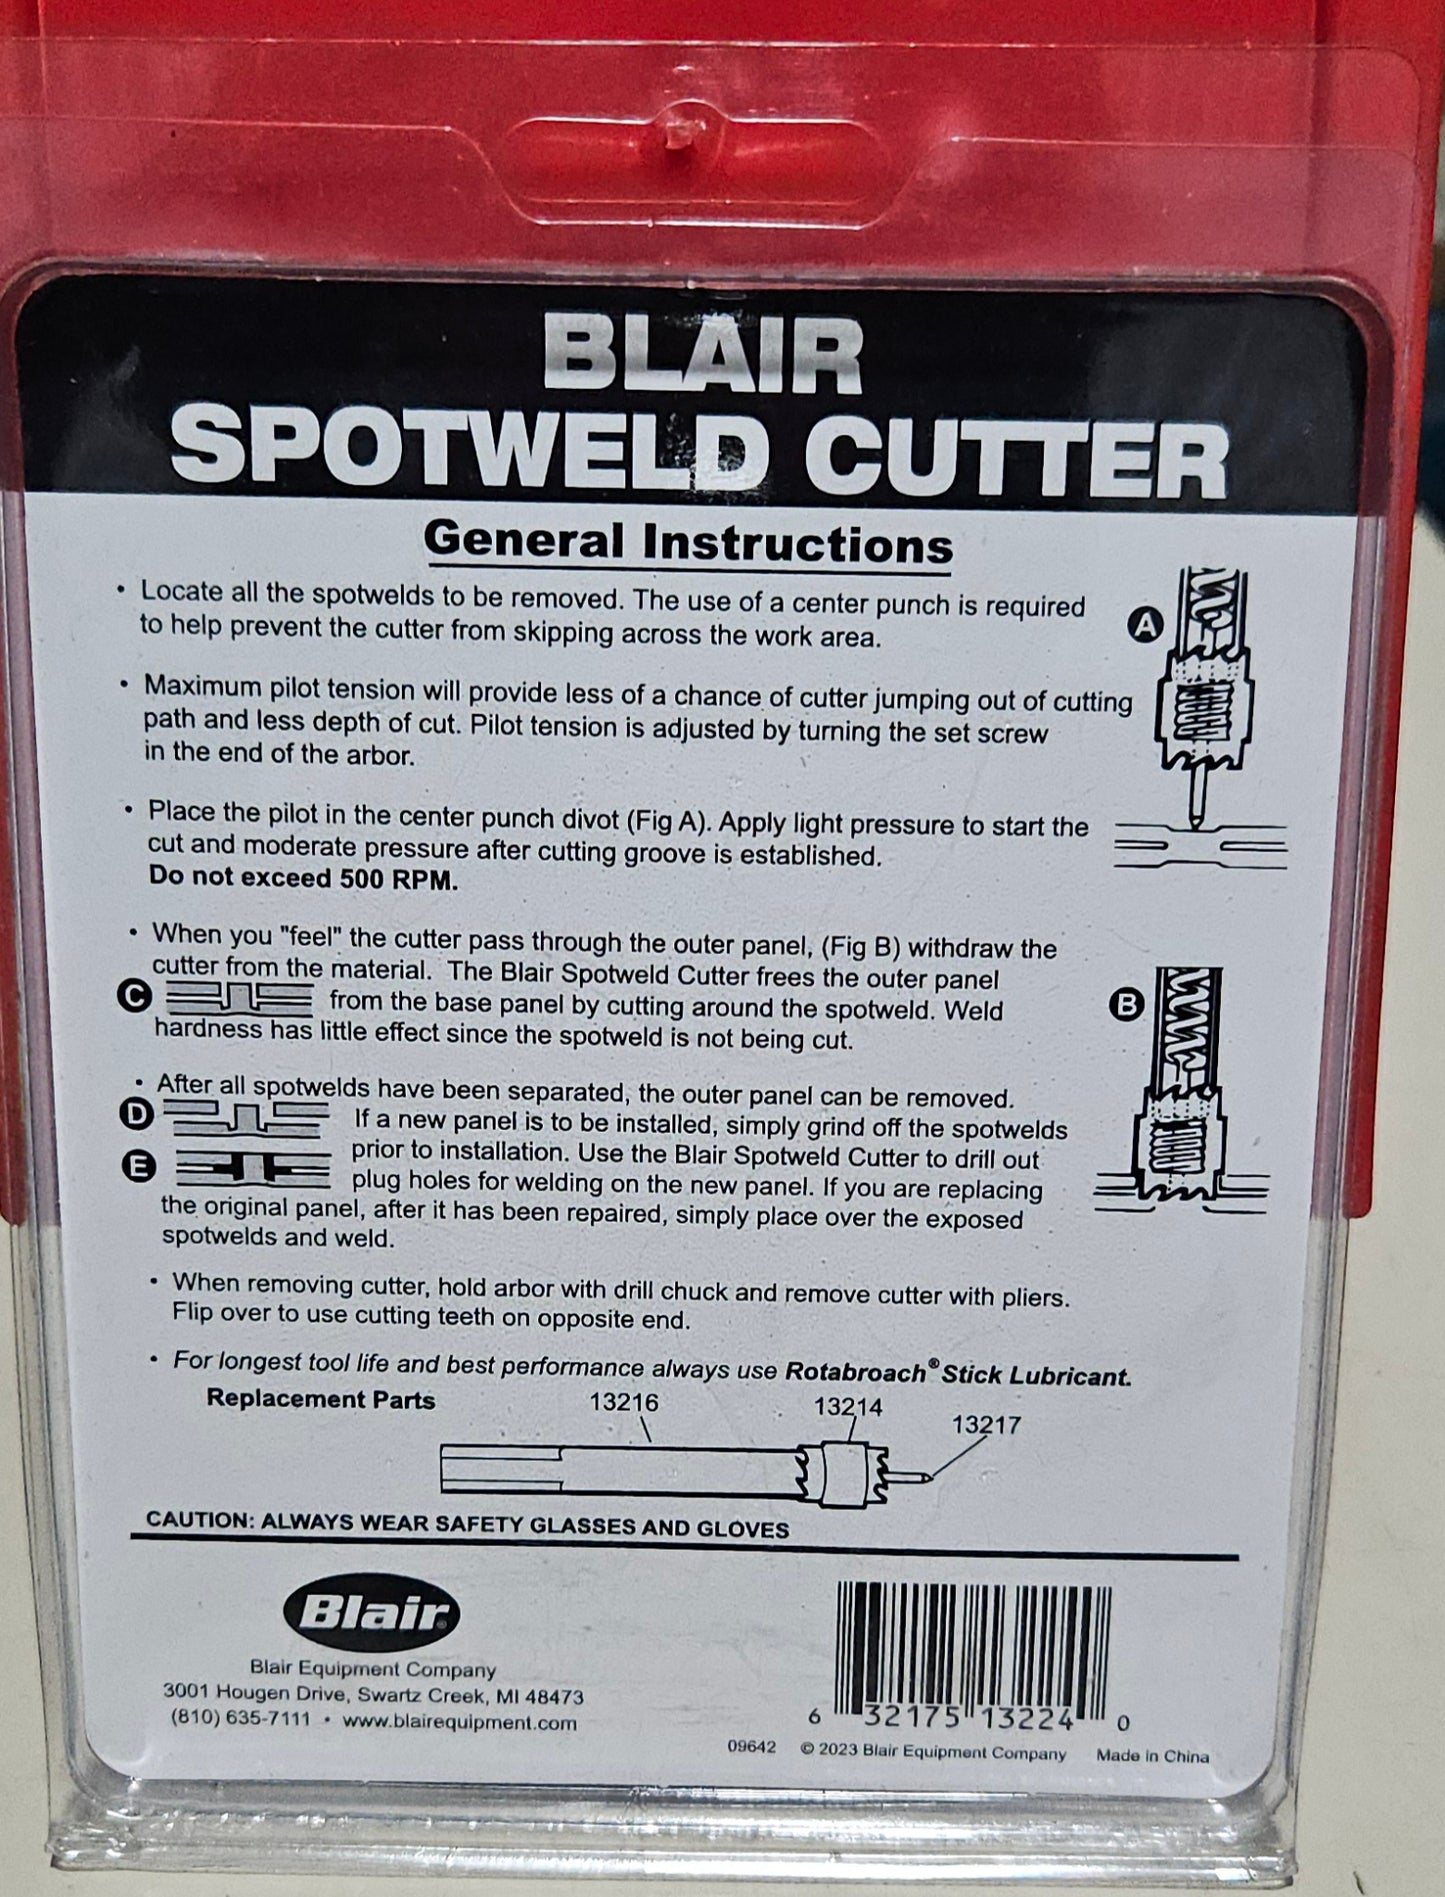 BLAIR
SPOTWELD CUTTER
General Instructions
• Locate all the spotwelds to be removed. The use of a center punch is required
to help prevent the cutter from skipping across the work area.
A
• Maximum pilot tension will provide less of a chance of cutter jumping out of cutting
path and less depth of cut. Pilot tension is adjusted by turning the set screw
in the end of the arbor.
• Place the pilot in the center punch divot (Fig A). Apply light pressure to start the
cut and moderate pressure after cutting groove is established.
Do not exceed 500 RPM.
• When you "feel" the cutter pass through the outer panel, (Fig B) withdraw the
cutter from the material. The Blair Spotweld Cutter frees the outer panel
C from the base panel by cutting around the spotweld. Weld
B
hardness has little effect since the spotweld is not being cut.
• After all spotwelds have been separated, the outer panel can be removed.
D If a new panel is to be installed, simply grind off the spotwelds
prior to installation. Use the Blair Spotweld Cutter to drill out
E plug holes for welding on the new panel. If you are replacing
the original panel, after it has been repaired, simply place over the exposed
spotwelds and weld.
• When removing cutter, hold arbor with drill chuck and remove cutter with pliers.
Flip over to use cutting teeth on opposite end.
• For longest tool life and best performance always use Rotabroach® Stick Lubricant.
Replacement Parts 13216 13214 13217
CAUTION: ALWAYS WEAR SAFETY GLASSES AND GLOVES
Blair®
Blair Equipment Company
3001 Hougen Drive, Swartz Creek, MI 48473
(810) 635-7111 • www.blairequipment.com
6 32175 13224 0
09642 © 2023 Blair Equipment Company Made in China